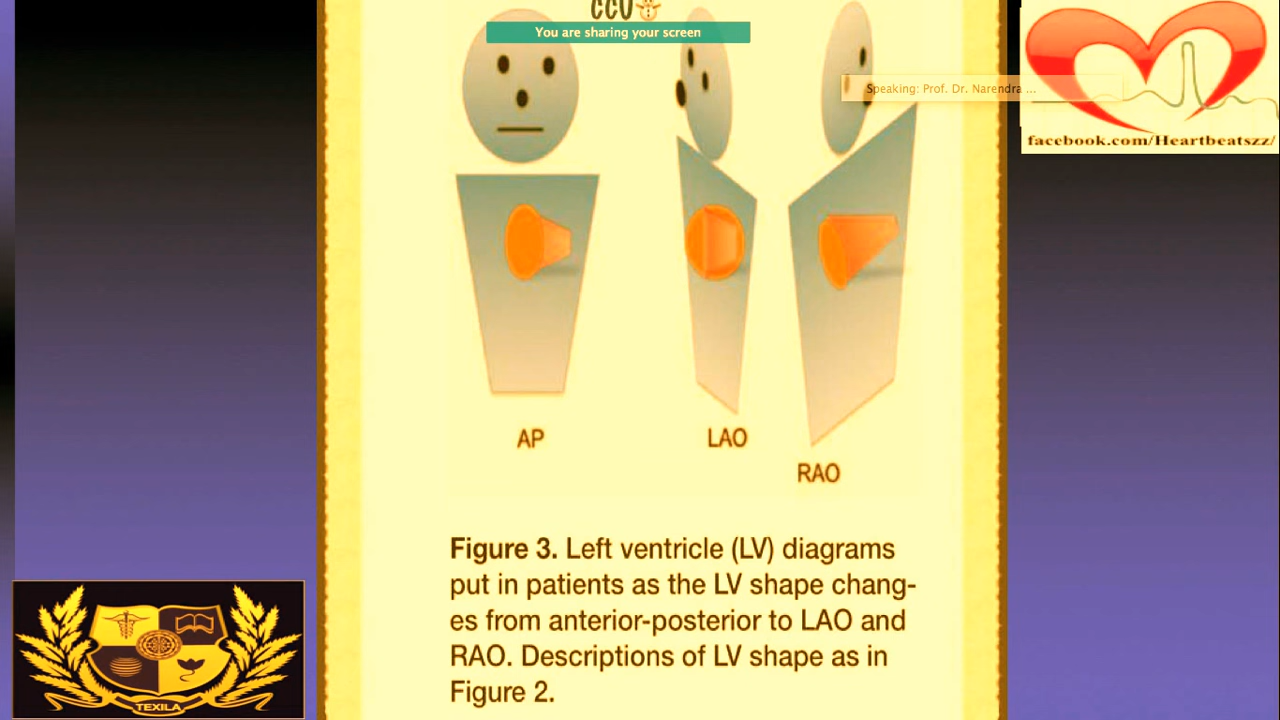 CCU
You are sharing your screen
Speaking: Prof. Dr. Narendra ...
facebook.com/Heartbeatszz/
AP
LAO
RAO
Figure 3. Left ventricle (LV) diagrams
put in patients as the LV shape chang-
es from anterior-posterior to LAO and
RAO. Descriptions of LV shape as in
Figure 2.
TEXILA